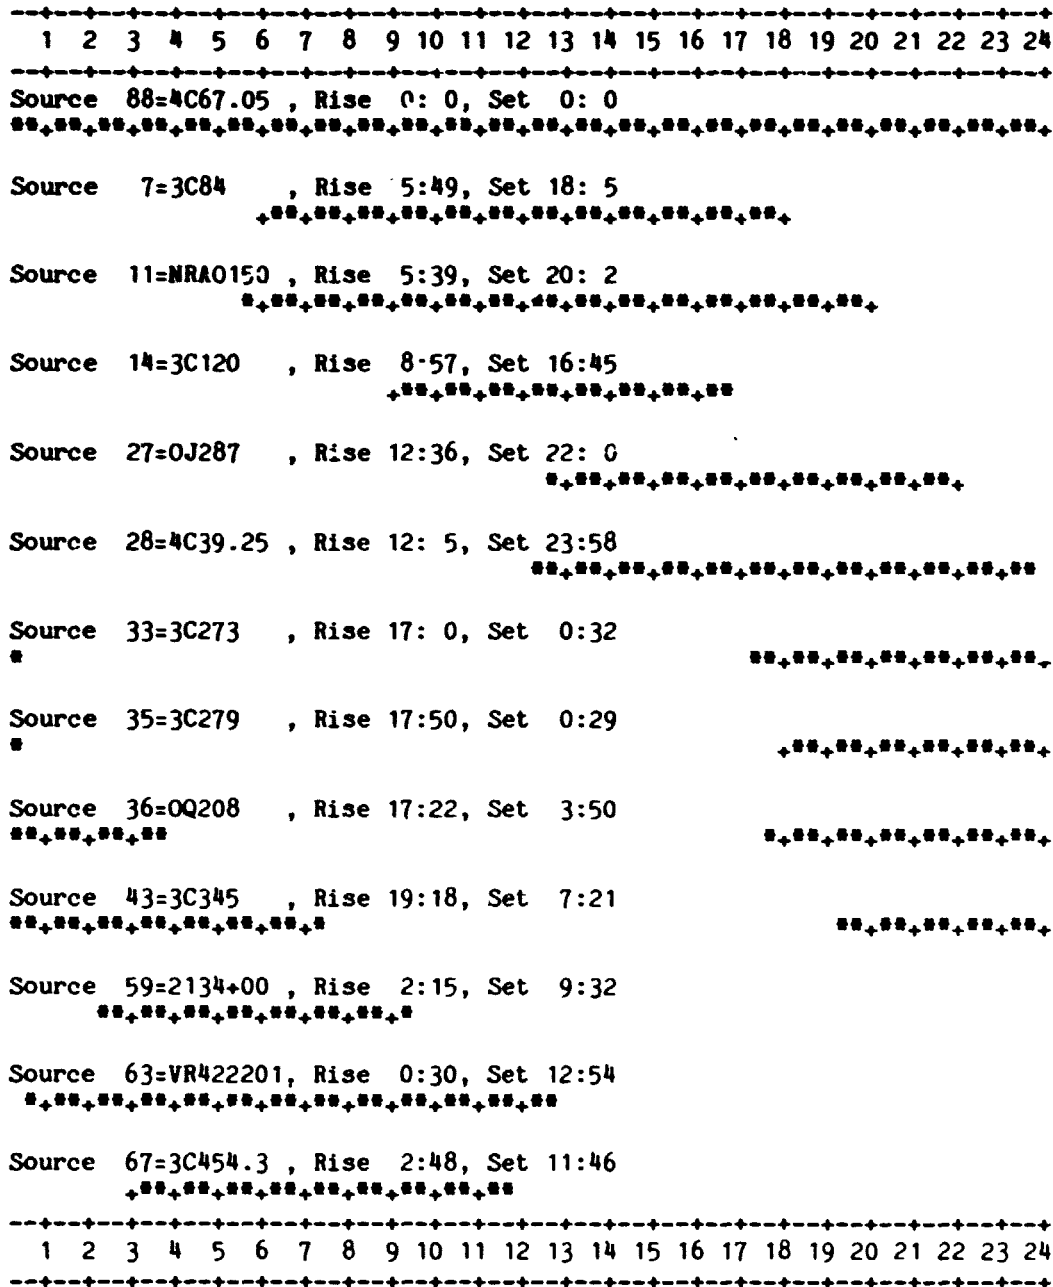 --+--+--+--+--+--+--+--+--+--+--+--+--+--+--+--+--+--+--+--+--+--+--+--+
1 2 3 4 5 6 7 8 9 10 11 12 13 14 15 16 17 18 19 20 21 22 23 24
--+--+--+--+--+--+--+--+--+--+--+--+--+--+--+--+--+--+--+--+--+--+--+--+
Source 88=4C67.05 , Rise 0: 0, Set 0: 0
**+**+**+**+**+**+**+**+**+**+**+**+**+**+**+**+**+**+**+**+**+**+**+**+
Source 7=3C84 , Rise 5:49, Set 18: 5
+**+**+**+**+**+**+**+**+**+**+**+**+
Source 11=NRAO150 , Rise 5:39, Set 20: 2
*+**+**+**+**+**+**+**+**+**+**+**+**+**+**+
Source 14=3C120 , Rise 8:57, Set 16:45
+**+**+**+**+**+**+**+**
Source 27=OJ287 , Rise 12:36, Set 22: 0
*+**+**+**+**+**+**+**+**+**+
Source 28=4C39.25 , Rise 12: 5, Set 23:58
**+**+**+**+**+**+**+**+**+**+**+**
Source 33=3C273 , Rise 17: 0, Set 0:32
* **+**+**+**+**+**+**+
Source 35=3C279 , Rise 17:50, Set 0:29
* +**+**+**+**+**+**+
Source 36=OQ208 , Rise 17:22, Set 3:50
**+**+**+** *+**+**+**+**+**+**+
Source 43=3C345 , Rise 19:18, Set 7:21
**+**+**+**+**+**+**+* **+**+**+**+**+
Source 59=2134+00 , Rise 2:15, Set 9:32
**+**+**+**+**+**+**+*
Source 63=VR422201, Rise 0:30, Set 12:54
*+**+**+**+**+**+**+**+**+**+**+**+**
Source 67=3C454.3 , Rise 2:48, Set 11:46
+**+**+**+**+**+**+**+**+**
--+--+--+--+--+--+--+--+--+--+--+--+--+--+--+--+--+--+--+--+--+--+--+--+
1 2 3 4 5 6 7 8 9 10 11 12 13 14 15 16 17 18 19 20 21 22 23 24
--+--+--+--+--+--+--+--+--+--+--+--+--+--+--+--+--+--+--+--+--+--+--+--+